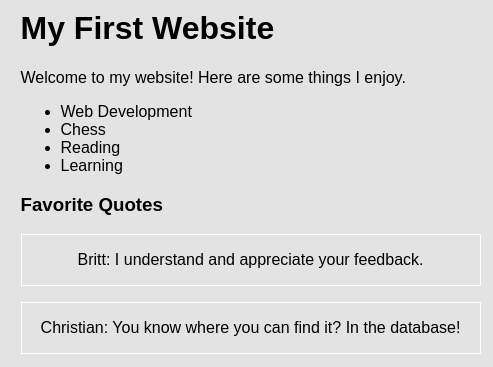 My First Website
Welcome to my website! Here are some things I enjoy.
Web Development
Chess
Reading
Learning
Favorite Quotes
Britt: I understand and appreciate your feedback.
Christian: You know where you can find it? In the database!